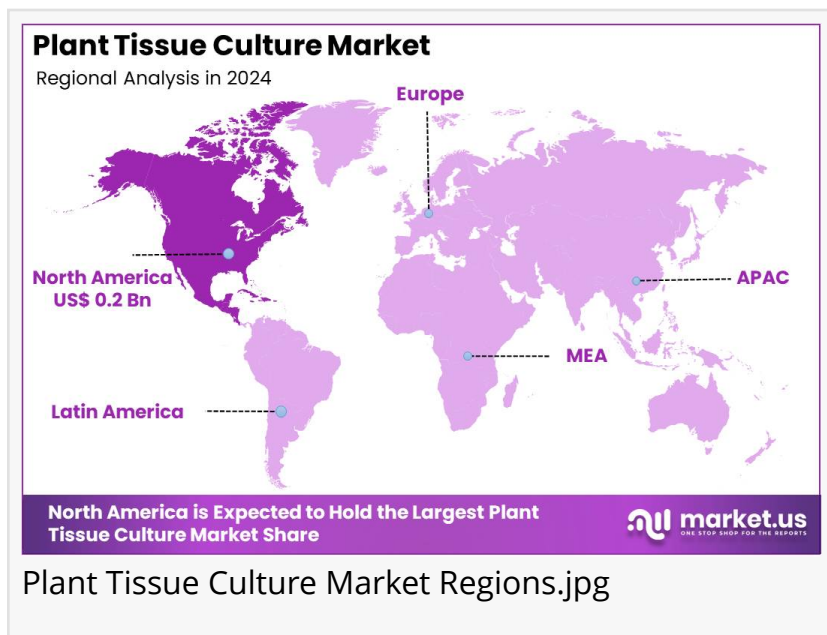 Plant Tissue Culture Market
Regional Analysis in 2024
Europe
North America
US$ 0.2 Bn
APAC
MEA
Latin America
North America is Expected to Hold the Largest Plant
Tissue Culture Market Share
market.us
ONE STOP SHOP FOR THE REPORTS
Plant Tissue Culture Market Regions.jpg